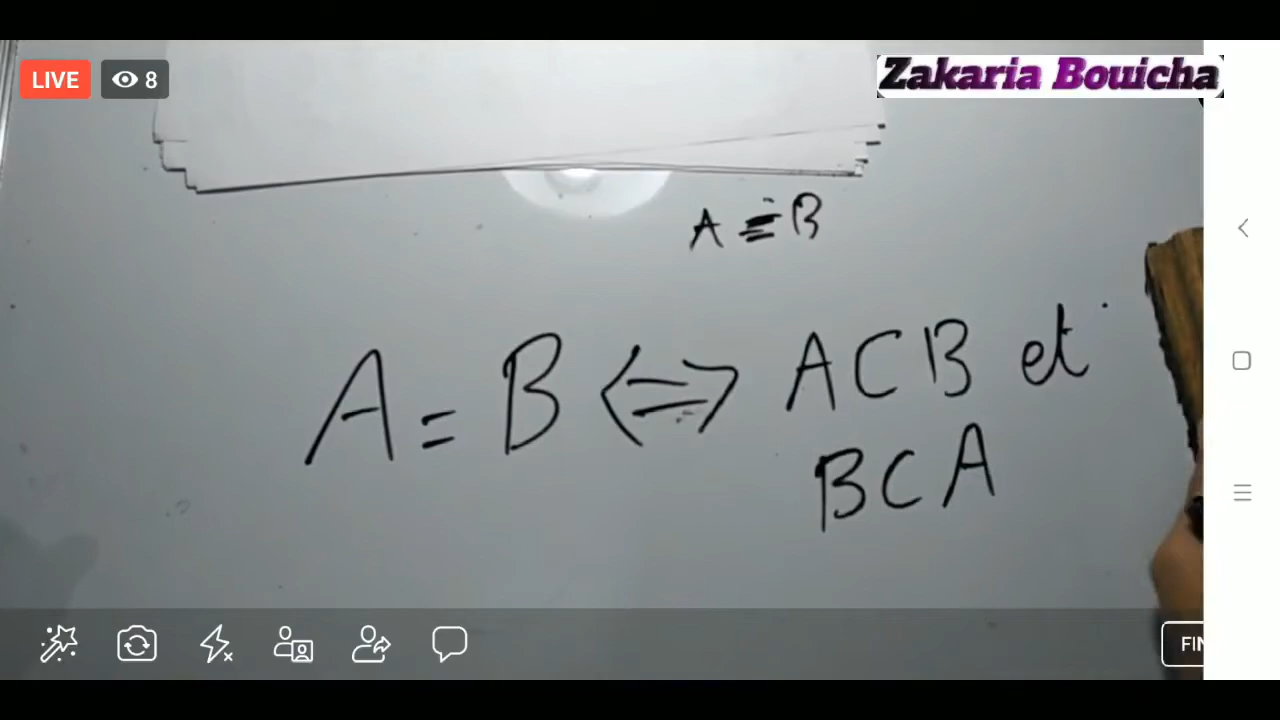 LIVE 8
Zakaria Bouicha
A = B
A = B <=> A ⊂ B et
B ⊂ A
FIN